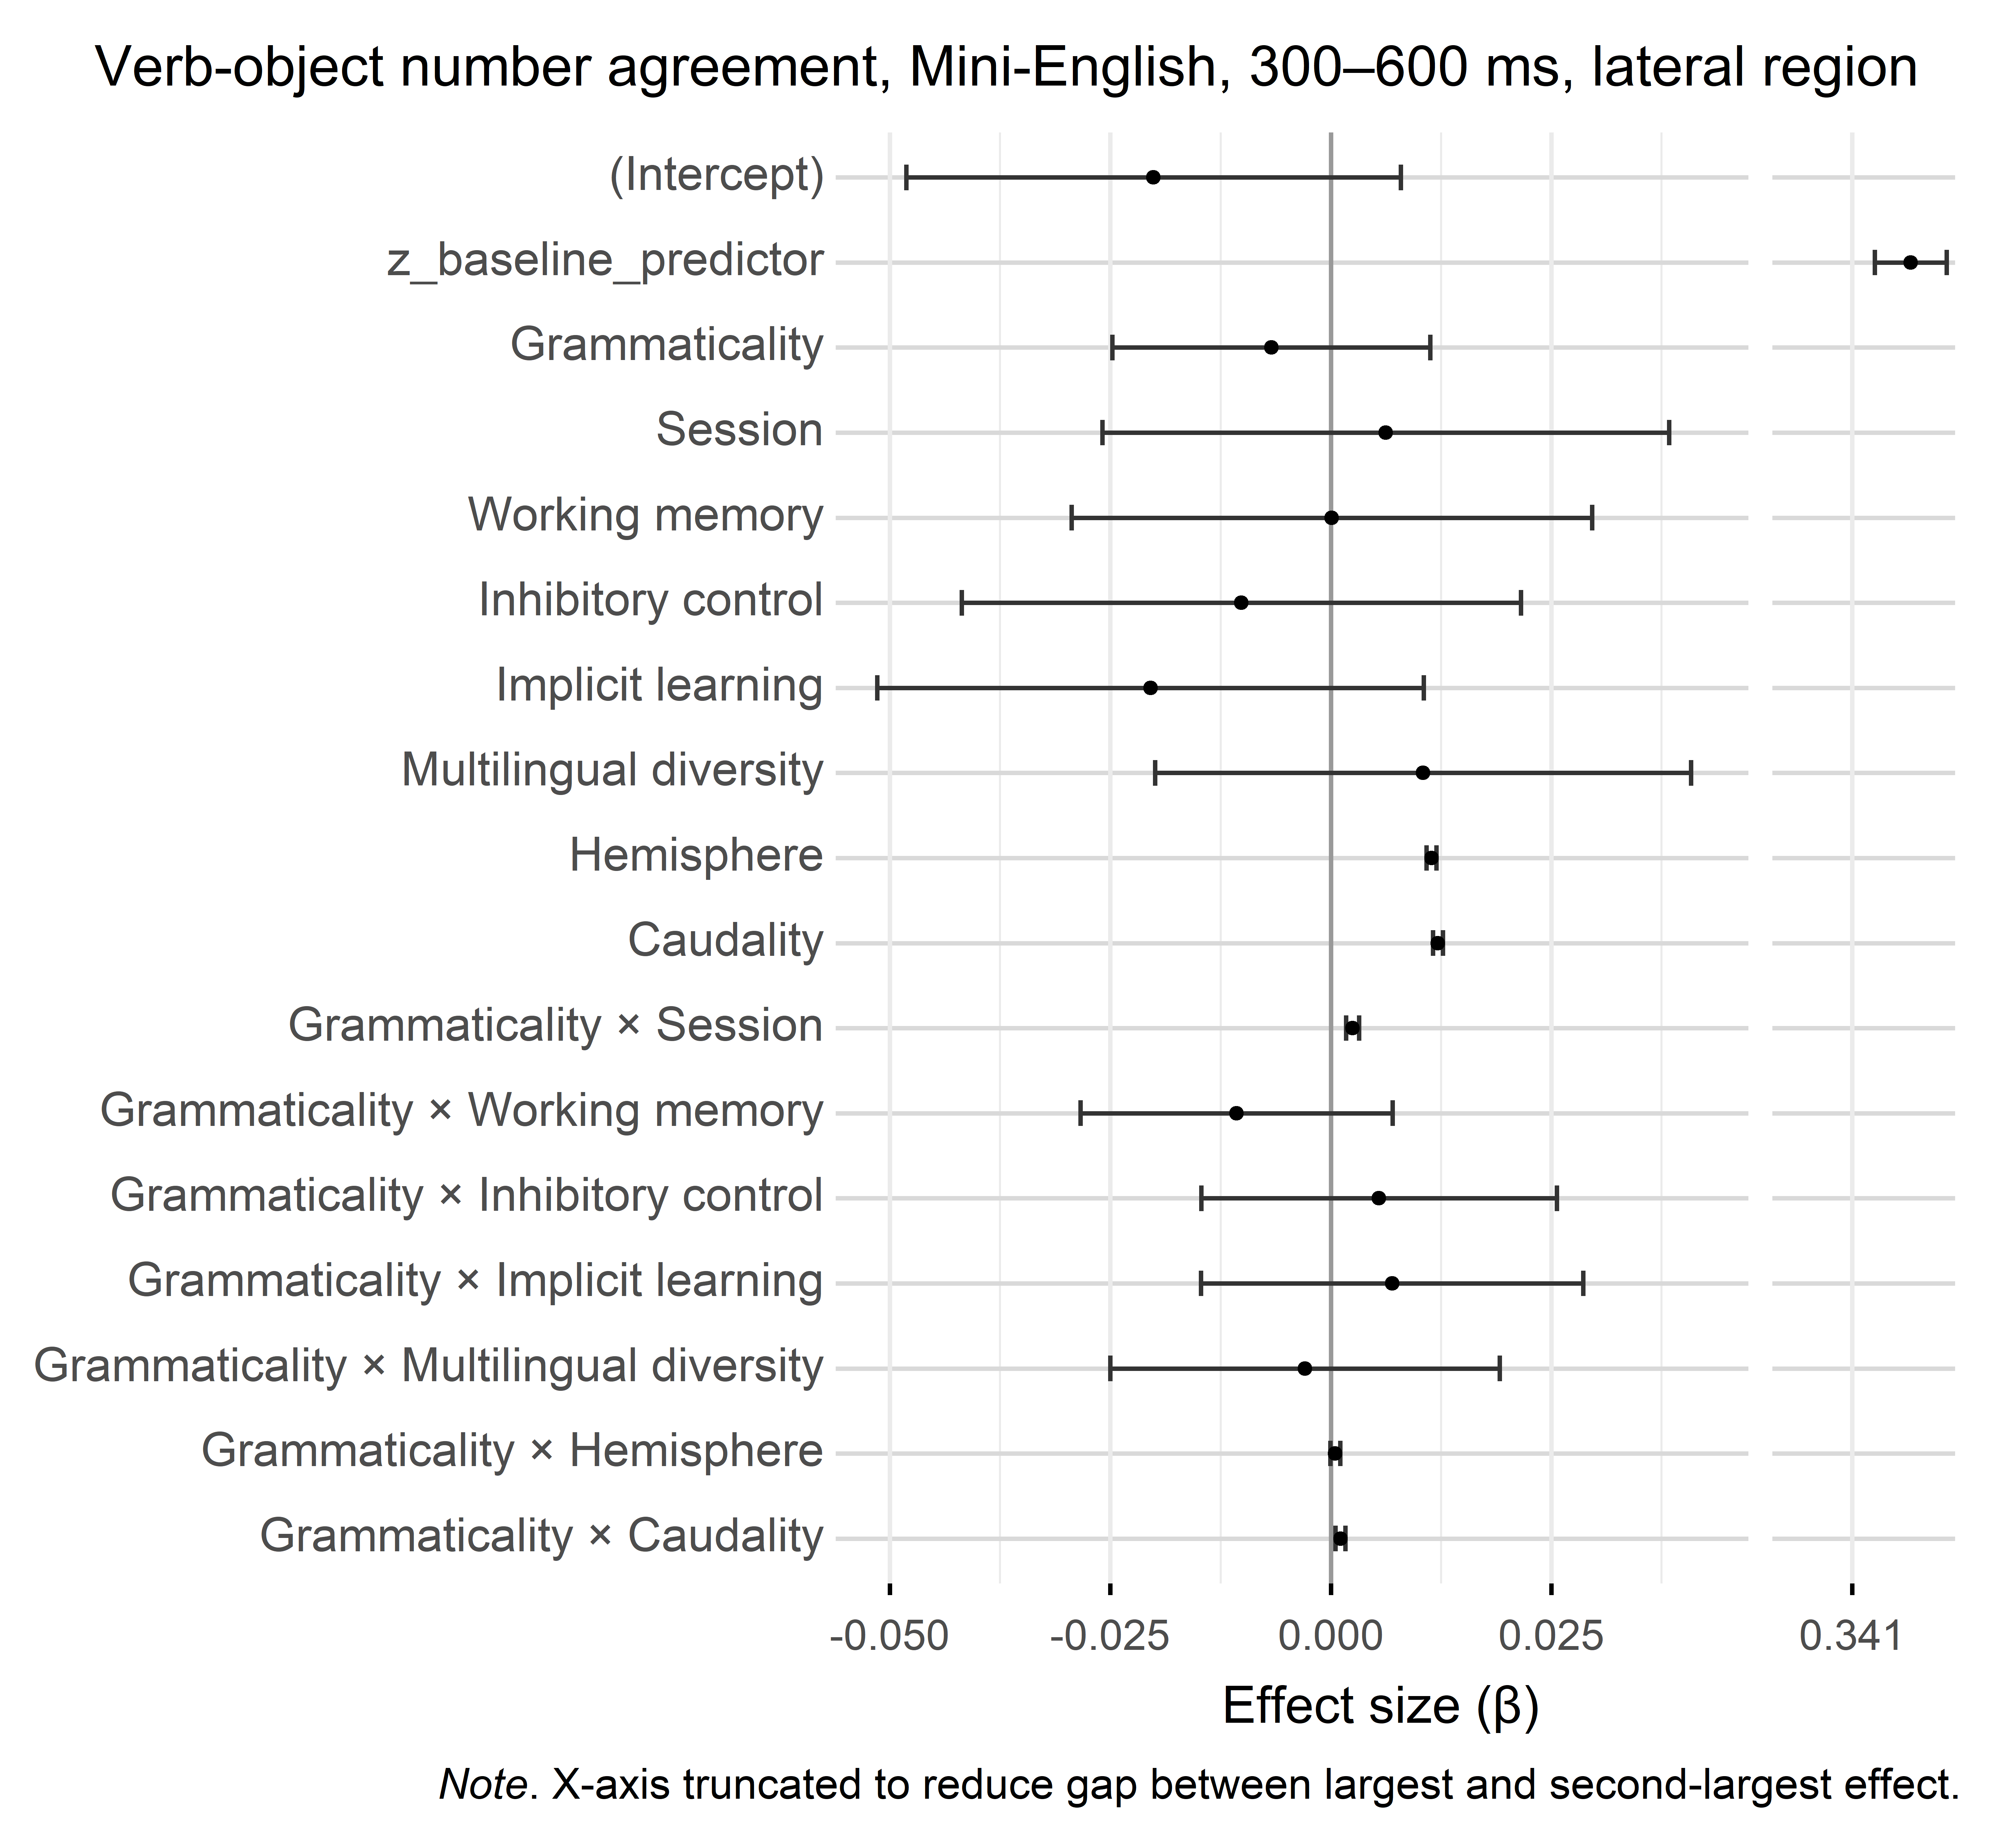 Verb-object number agreement, Mini-English, 300–600 ms, lateral region
(Intercept)
z_baseline_predictor
Grammaticality
Session
Working memory
Inhibitory control
Implicit learning
Multilingual diversity
Hemisphere
Caudality
Grammaticality × Session
Grammaticality × Working memory
Grammaticality × Inhibitory control
Grammaticality × Implicit learning
Grammaticality × Multilingual diversity
Grammaticality × Hemisphere
Grammaticality × Caudality
-0.050 -0.025 0.000 0.025 0.341
Effect size (β)
Note. X-axis truncated to reduce gap between largest and second-largest effect.